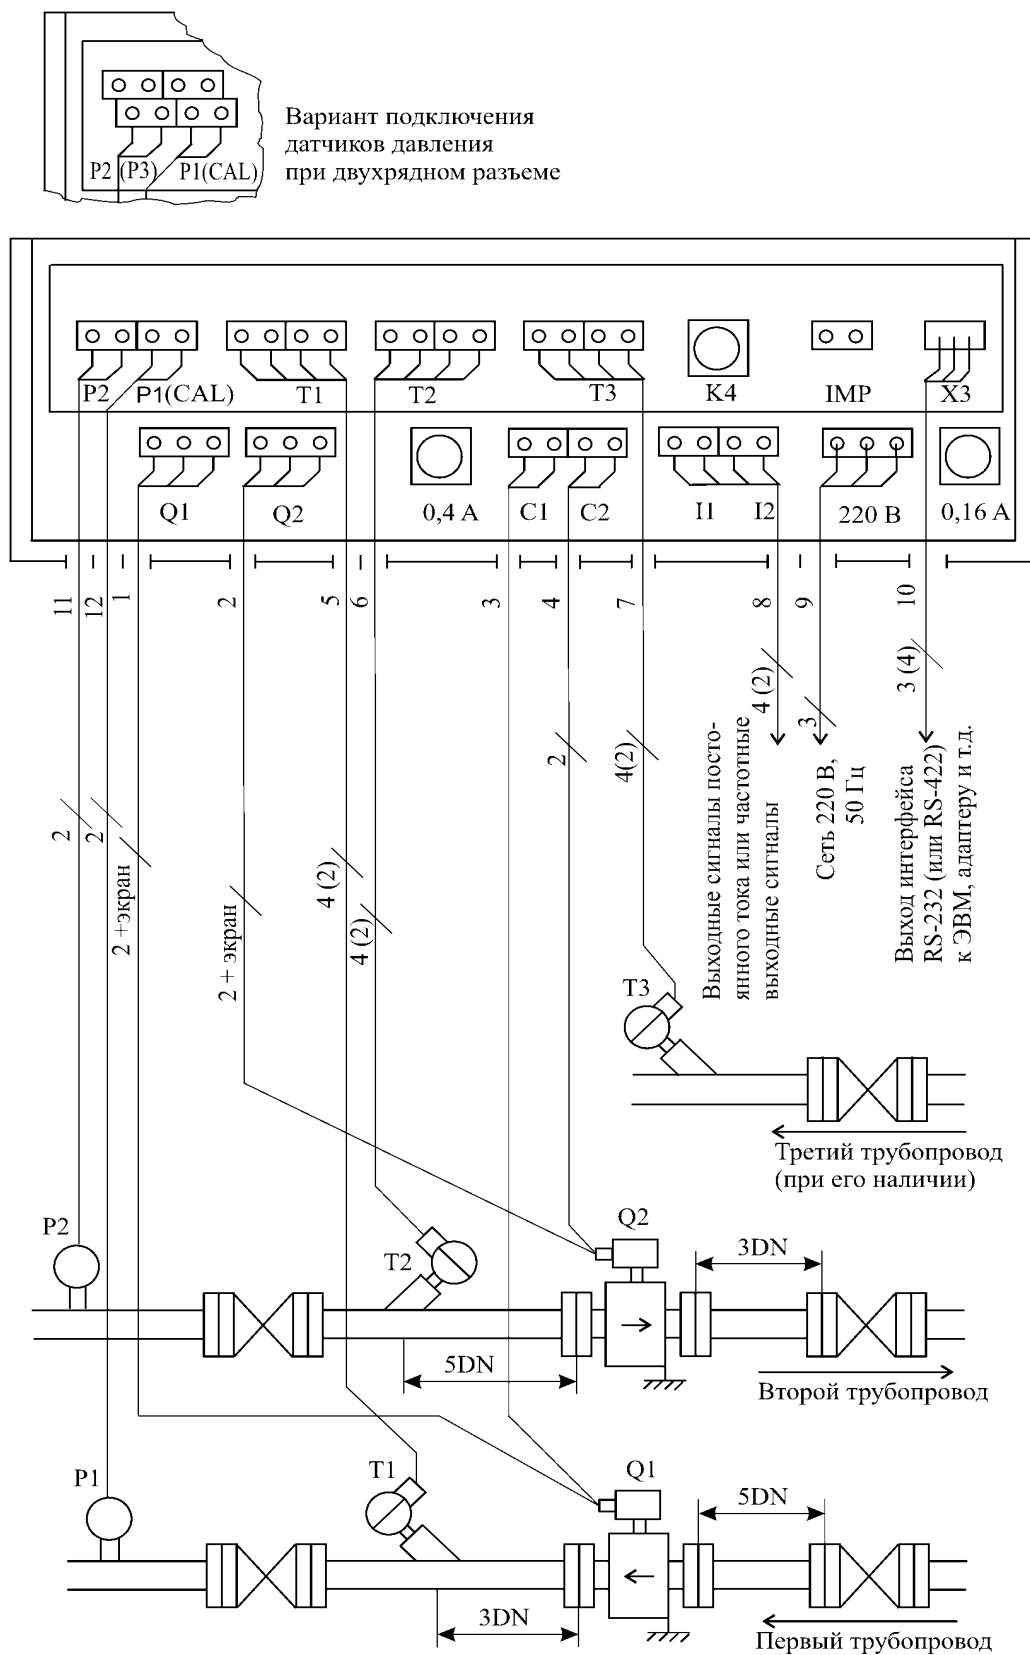 Вариант подключения
датчиков давления
при двухрядном разъеме
P2 (P3) P1(CAL)
P2 P1(CAL) T1 T2 T3 K4 IMP X3
Q1 Q2 0,4 А C1 C2 I1 I2 220 В 0,16 А
11 12 1 2 5 6 3 4 7 8 9 10
2
2
2 +экран
2 + экран
4 (2)
4 (2)
2
4(2)
4 (2)
3
3 (4)
Выходные сигналы посто-
янного тока или частотные
выходные сигналы
Сеть 220 В,
50 Гц
Выход интерфейса
RS-232 (или RS-422)
к ЭВМ, адаптеру и т.д.
T3
Третий трубопровод
(при его наличии)
P2
T2
Q2
3DN
5DN
Второй трубопровод
P1
T1
Q1
5DN
3DN
Первый трубопровод